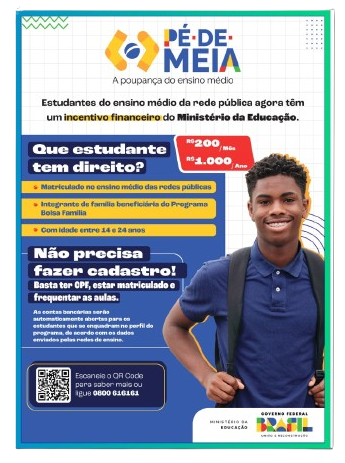 PÉ·DE·
MEIA
A poupança do ensino médio
Estudantes do ensino médio da rede pública agora têm
um incentivo financeiro do Ministério da Educação.
Que estudante
tem direito?
R$200/Mês
R$1.000/Ano
Matriculado no ensino médio das redes públicas
Integrante de família beneficiária do Programa
Bolsa Família
Com idade entre 14 e 24 anos
Não precisa
fazer cadastro!
Basta ter CPF, estar matriculado e
frequentar as aulas.
As contas bancárias serão
automaticamente abertas para os
estudantes que se enquadram no perfil do
programa, de acordo com os dados
enviados pelas redes de ensino.
Escaneie o QR Code
para saber mais ou
ligue 0800 616161
MINISTÉRIO DA
EDUCAÇÃO
GOVERNO FEDERAL
BRASIL
UNIÃO E RECONSTRUÇÃO